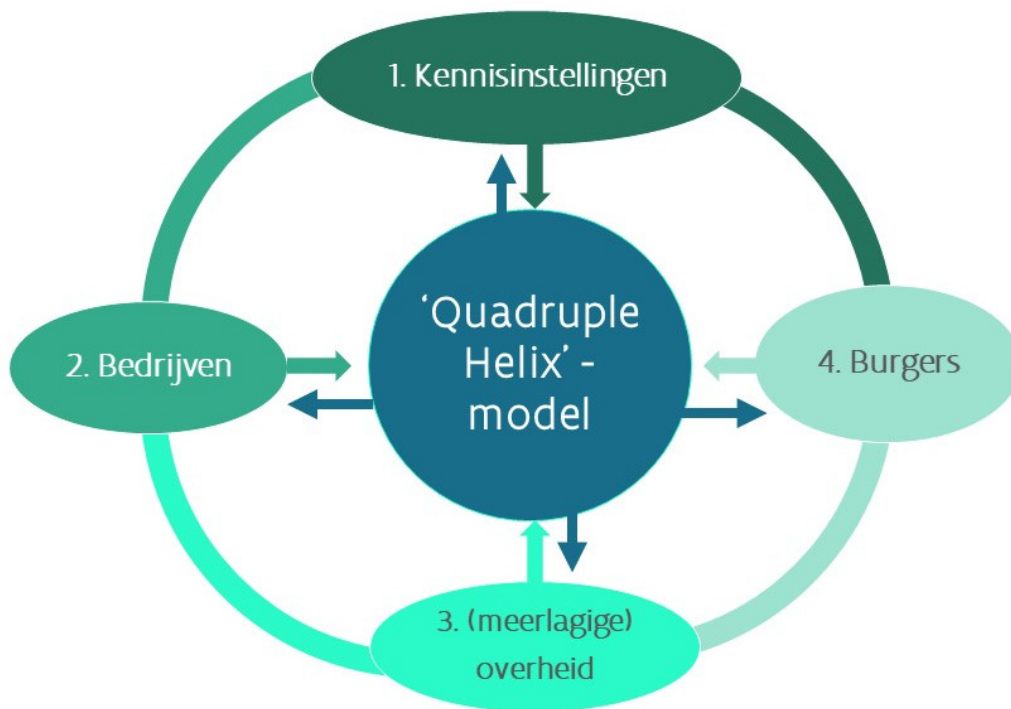 1. Kennisinstellingen
‘Quadruple
Helix’ -
model
2. Bedrijven
4. Burgers
3. (meerlagige)
overheid